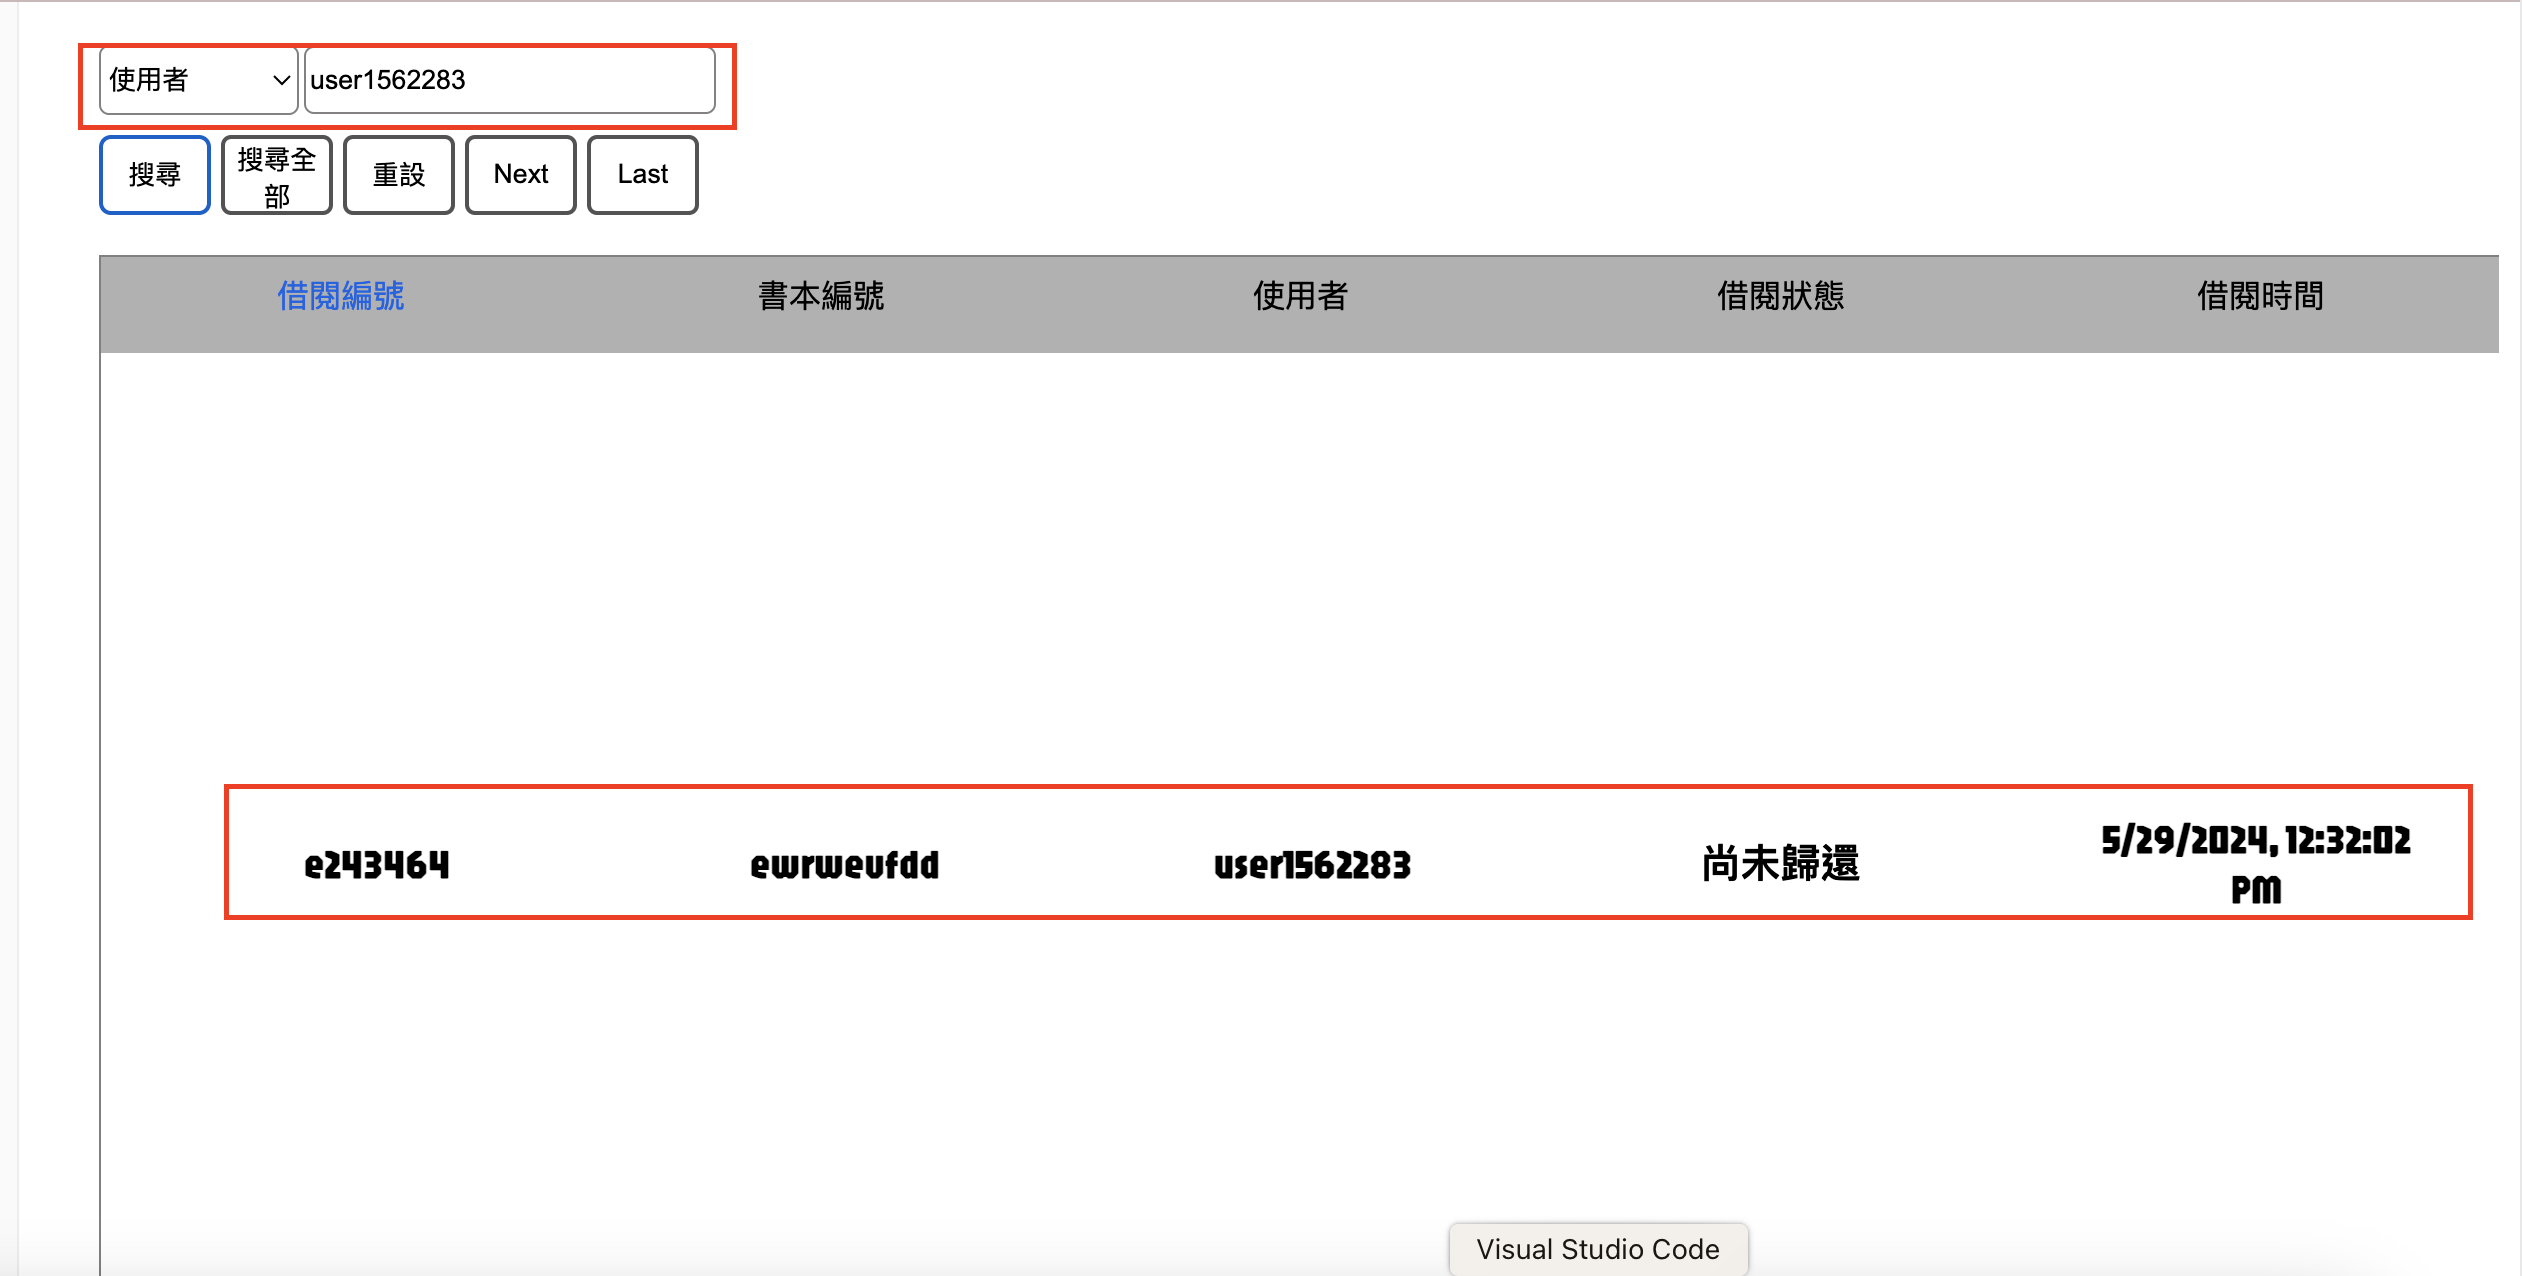 使用者 user1562283
搜尋 搜尋全部 重設 Next Last
借閱編號 書本編號 使用者 借閱狀態 借閱時間
e243464 ewrwevfdd user1562283 尚未歸還 5/29/2024, 12:32:02
PM
Visual Studio Code